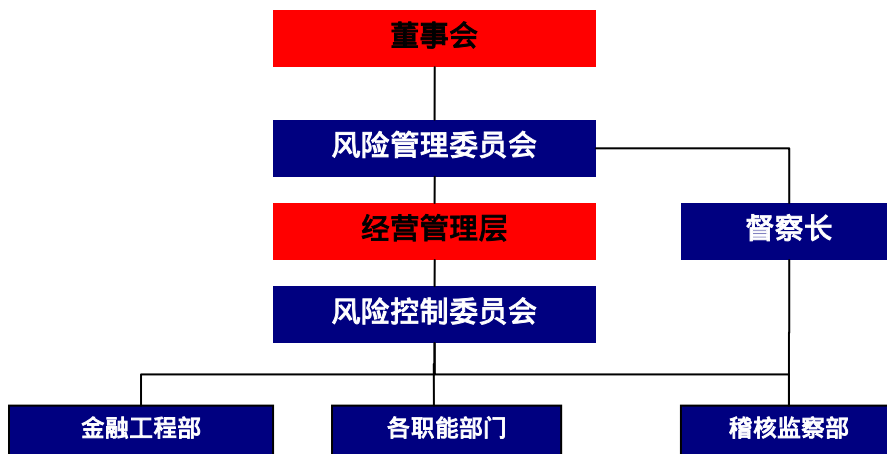 董事会
风险管理委员会
经营管理层
督察长
风险控制委员会
金融工程部
各职能部门
稽核监察部